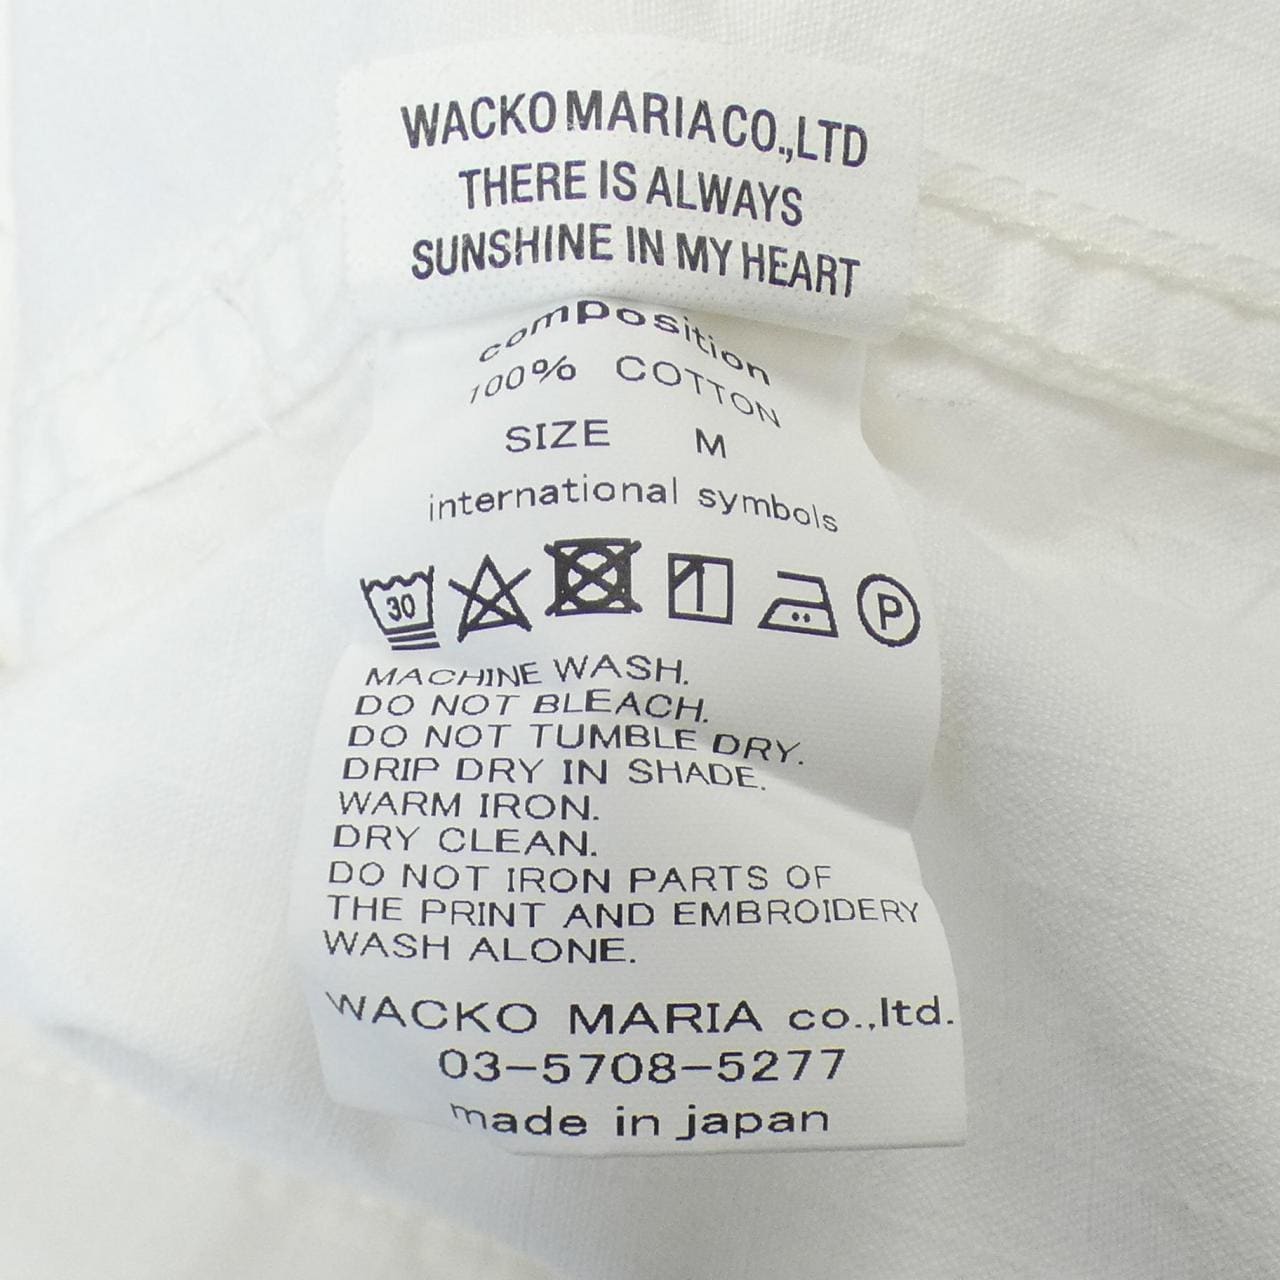 WACKO MARIA CO.,LTD
THERE IS ALWAYS
SUNSHINE IN MY HEART
composition
100% COTTON
SIZE M
international symbols
30 P
MACHINE WASH.
DO NOT BLEACH.
DO NOT TUMBLE DRY.
DRIP DRY IN SHADE.
WARM IRON.
DRY CLEAN.
DO NOT IRON PARTS OF
THE PRINT AND EMBROIDERY
WASH ALONE.
WACKO MARIA co.,ltd.
03-5708-5277
made in japan